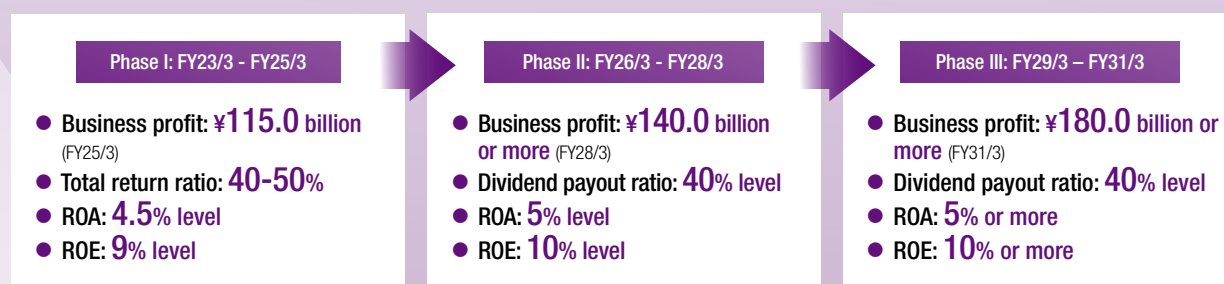 Phase I: FY23/3 - FY25/3
● Business profit: ¥115.0 billion
(FY25/3)
● Total return ratio: 40-50%
● ROA: 4.5% level
● ROE: 9% level
Phase II: FY26/3 - FY28/3
● Business profit: ¥140.0 billion
or more (FY28/3)
● Dividend payout ratio: 40% level
● ROA: 5% level
● ROE: 10% level
Phase III: FY29/3 – FY31/3
● Business profit: ¥180.0 billion or
more (FY31/3)
● Dividend payout ratio: 40% level
● ROA: 5% or more
● ROE: 10% or more